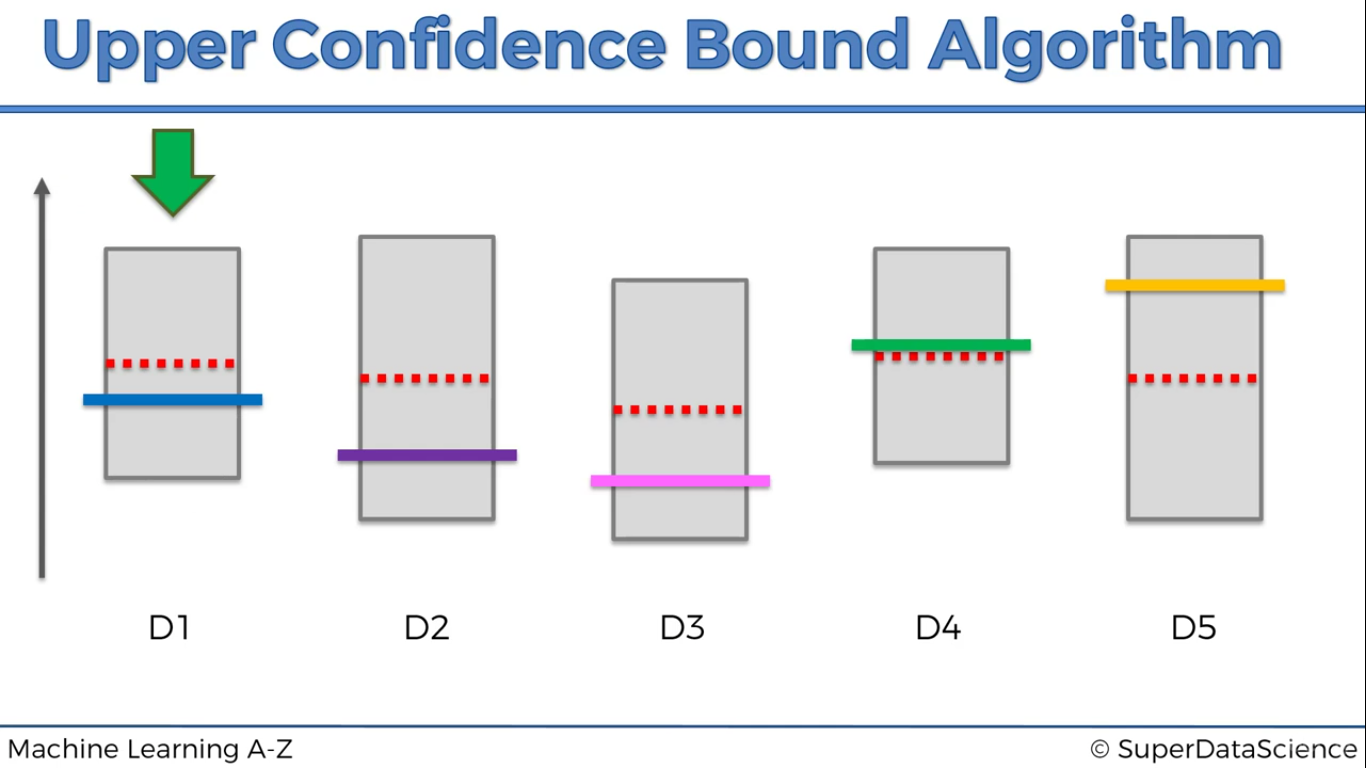 Upper Confidence Bound Algorithm
D1 D2 D3 D4 D5
Machine Learning A-Z © SuperDataScience